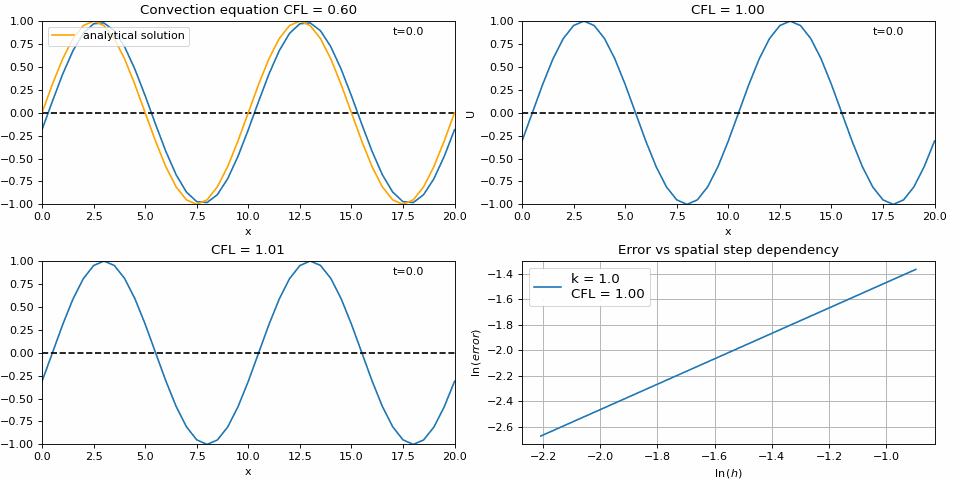 Convection equation CFL = 0.60
1.00
0.75
0.50
0.25
0.00
−0.25
−0.50
−0.75
−1.00
analytical solution
t=0.0
0.0 2.5 5.0 7.5 10.0 12.5 15.0 17.5 20.0
x
CFL = 1.00
U
1.00
0.75
0.50
0.25
0.00
−0.25
−0.50
−0.75
−1.00
t=0.0
0.0 2.5 5.0 7.5 10.0 12.5 15.0 17.5 20.0
x
CFL = 1.01
1.00
0.75
0.50
0.25
0.00
−0.25
−0.50
−0.75
−1.00
t=0.0
0.0 2.5 5.0 7.5 10.0 12.5 15.0 17.5 20.0
x
Error vs spatial step dependency
ln(error)
−1.4
−1.6
−1.8
−2.0
−2.2
−2.4
−2.6
k = 1.0
CFL = 1.00
−2.2 −2.0 −1.8 −1.6 −1.4 −1.2 −1.0
ln(h)